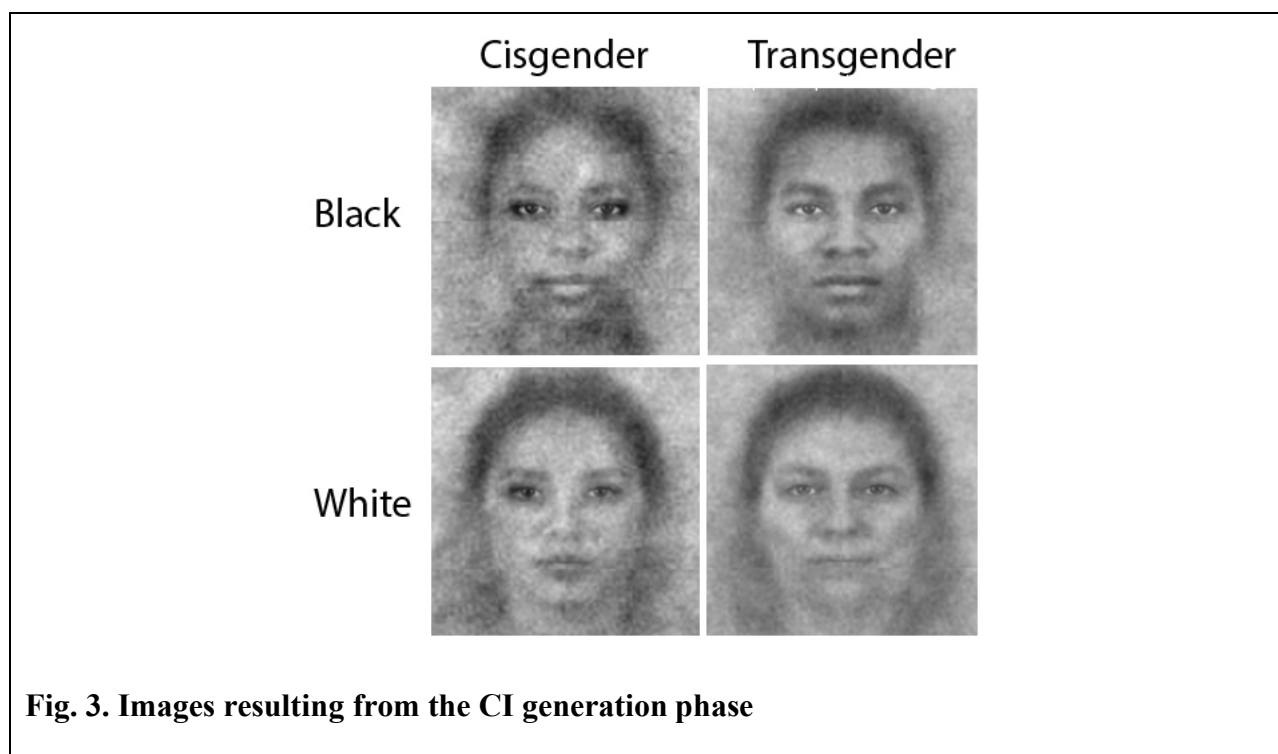 Cisgender Transgender
Black
White
Fig. 3. Images resulting from the CI generation phase